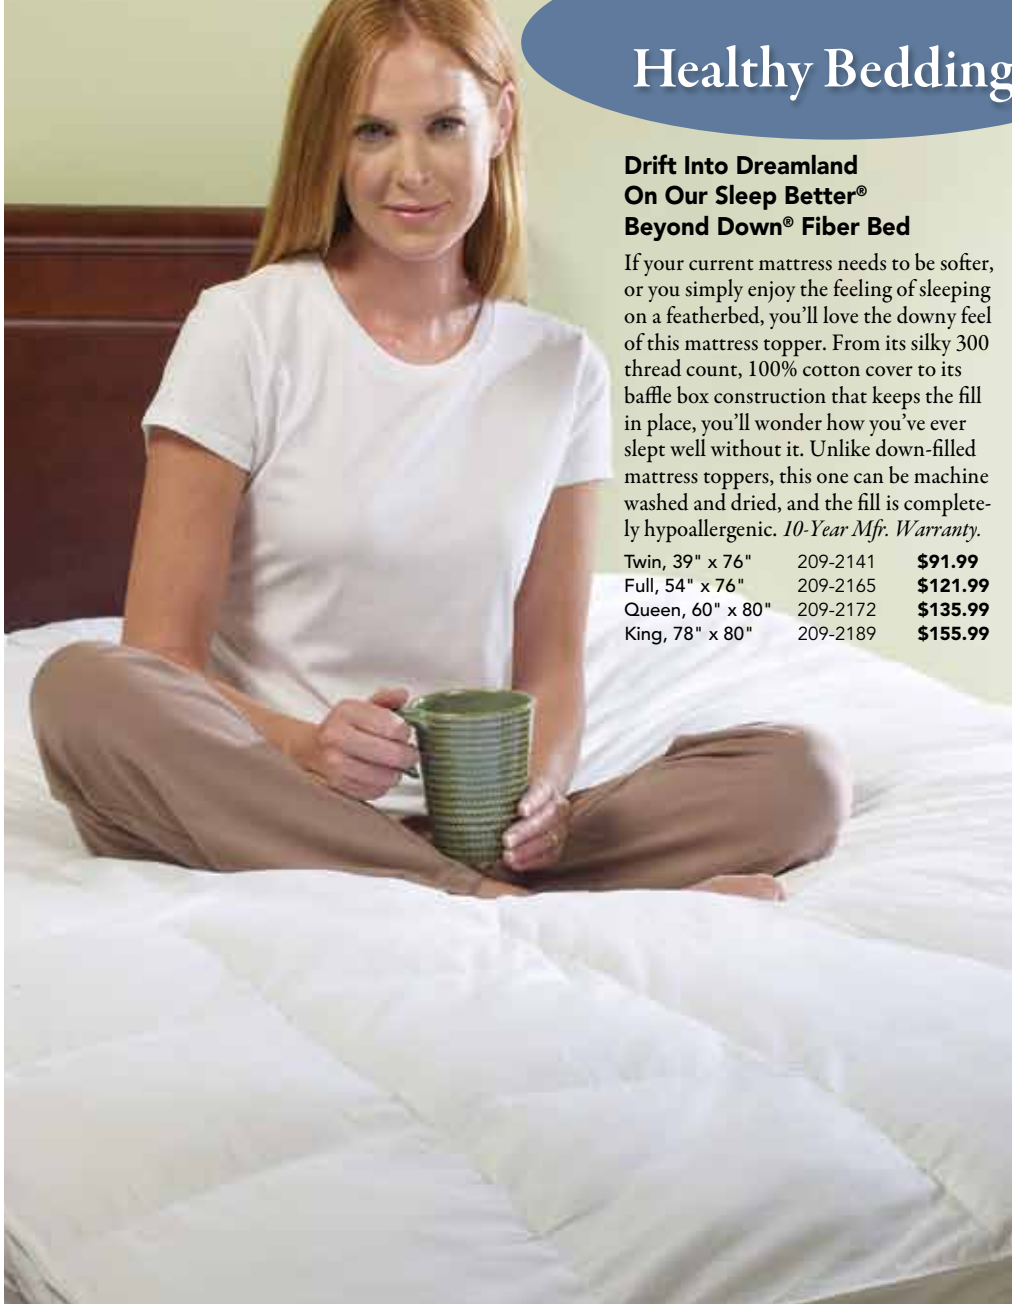 Healthy Bedding
Drift Into Dreamland
On Our Sleep Better®
Beyond Down® Fiber Bed
If your current mattress needs to be softer,
or you simply enjoy the feeling of sleeping
on a featherbed, you'll love the downy feel
of this mattress topper. From its silky 300
thread count, 100% cotton cover to its
baffle box construction that keeps the fill
in place, you'll wonder how you've ever
slept well without it. Unlike down-filled
mattress toppers, this one can be machine
washed and dried, and the fill is complete-
ly hypoallergenic. 10-Year Mfr. Warranty.
Twin, 39" x 76" 209-2141 $91.99
Full, 54" x 76" 209-2165 $121.99
Queen, 60" x 80" 209-2172 $135.99
King, 78" x 80" 209-2189 $155.99